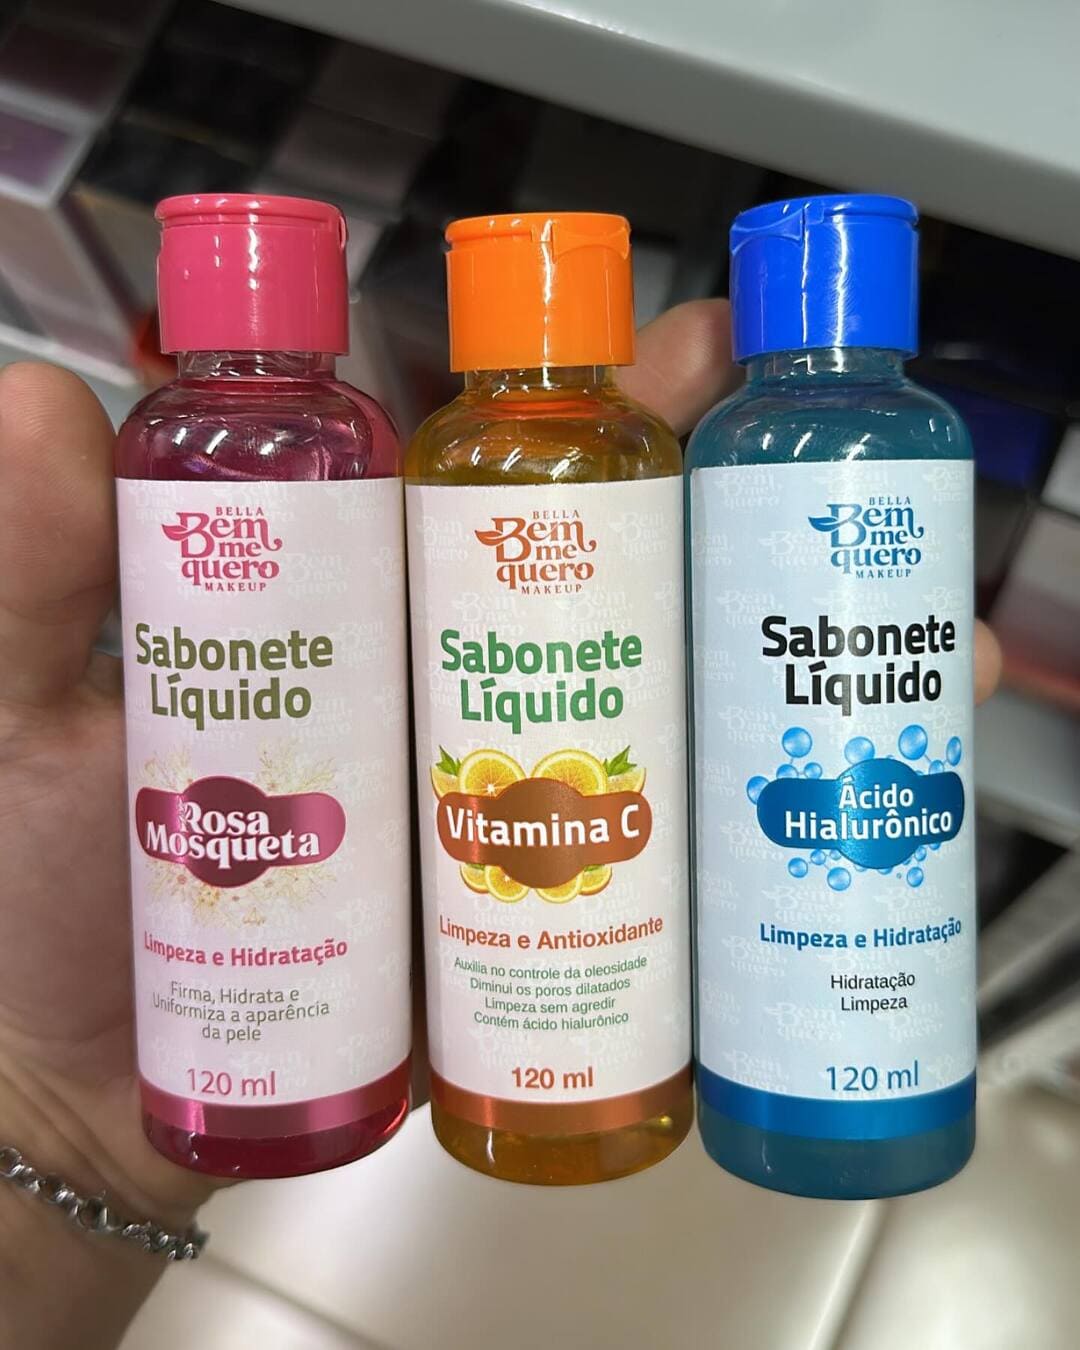 BELLA
Bem
me
quero
MAKEUP
Sabonete
Líquido
Rosa
Mosqueta
Limpeza e Hidratação
Firma, Hidrata e
Uniformiza a aparência
da pele
120 ml
BELLA
Bem
me
quero
MAKEUP
Sabonete
Líquido
Vitamina C
Limpeza e Antioxidante
Auxilia no controle da oleosidade
Diminui os poros dilatados
Limpeza sem agredir
Contém ácido hialurônico
120 ml
BELLA
Bem
me
quero
MAKEUP
Sabonete
Líquido
Ácido
Hialurônico
Limpeza e Hidratação
Hidratação
Limpeza
120 ml